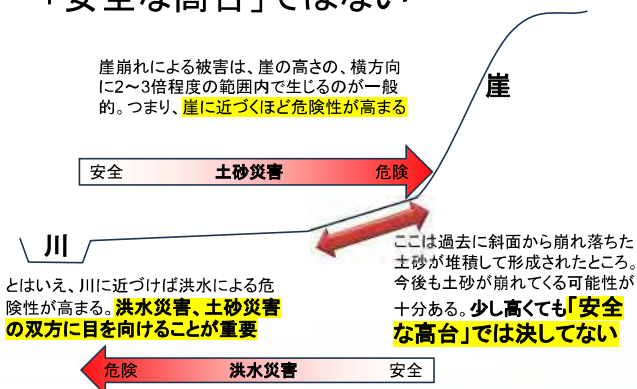 「安全な高台」ではない
崖崩れによる被害は、崖の高さの、横方向
に2～3倍程度の範囲内で生じるのが一般
的。つまり、崖に近づくほど危険性が高まる
崖
安全 土砂災害 危険
川
ここは過去に斜面から崩れ落ちた
土砂が堆積して形成されたところ。
今後も土砂が崩れてくる可能性が
十分ある。少し高くても「安全
な高台」では決してない
とはいえ、川に近づけば洪水による危
険性が高まる。洪水災害、土砂災害
の双方に目を向けることが重要
危険 洪水災害 安全